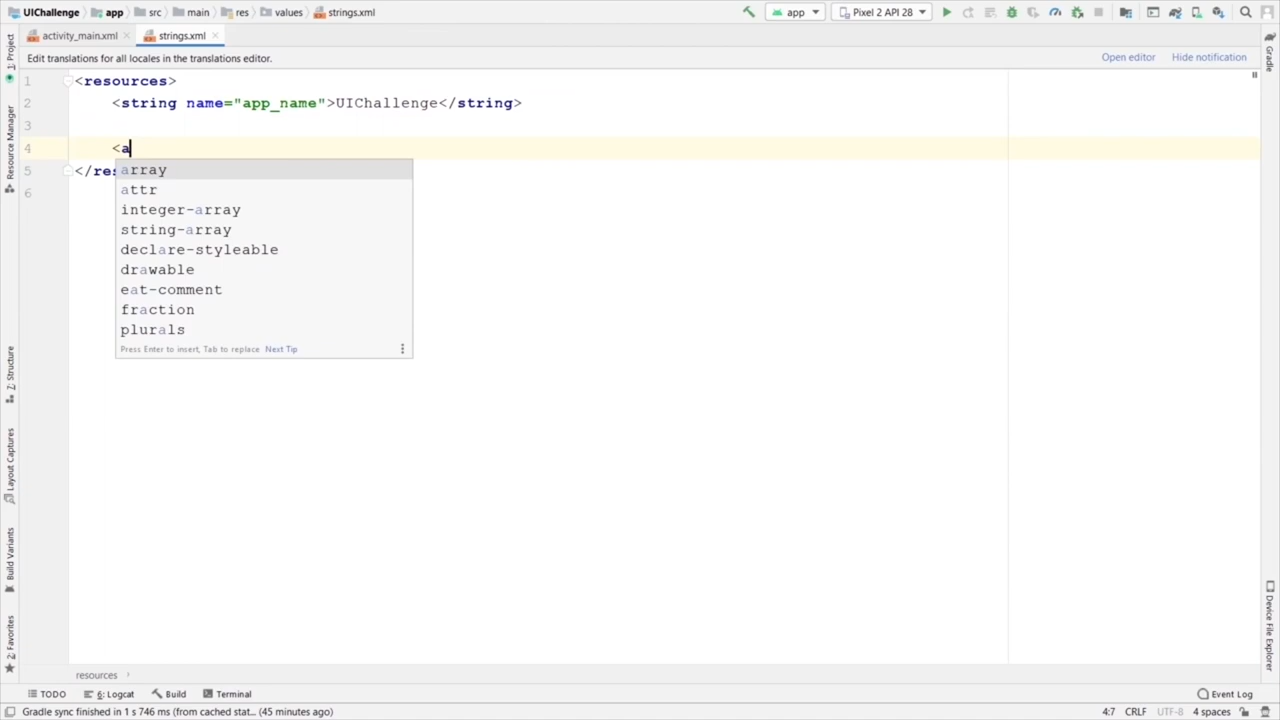 UIChallenge app src main res values strings.xml app Pixel 2 API 28
activity_main.xml strings.xml
Edit translations for all locales in the translations editor. Open editor Hide notification
1 <resources>
2 <string name="app_name">UIChallenge</string>
3
4 <a
5 </res
6
array
attr
integer-array
string-array
declare-styleable
drawable
eat-comment
fraction
plurals
Press Enter to insert, Tab to replace Next Tip
1: Project
Resource Manager
7: Structure
Layout Captures
Build Variants
2: Favorites
Gradle
Device File Explorer
resources
TODO 6: Logcat Build Terminal Event Log
Gradle sync finished in 1 s 746 ms (from cached stat... (45 minutes ago) 4:7 CRLF UTF-8 4 spaces